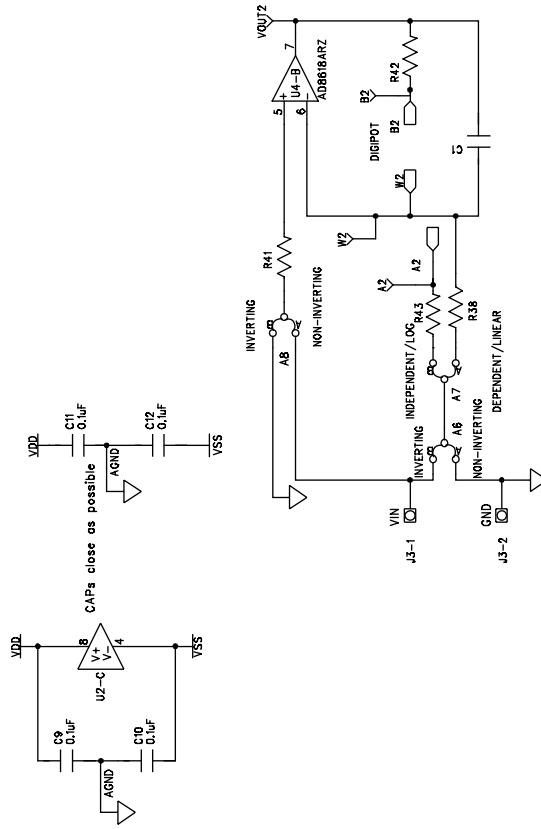 VDD
C9
0.1uF
AGND
C10
0.1uF
8
V+
V-
4
U2-C
VSS
CAPs close as possible
VDD
C11
0.1uF
AGND
C12
0.1uF
VSS
INVERTING
A8
B
A
NON-INVERTING
R41
5
6
+
-
U4-B
AD8618ARZ
7
VOUT2
R42
B2
B2
DIGIPOT
W2
W2
C1
A2
A2
R43
R38
INDEPENDENT/LOG
B
A
A7
DEPENDENT/LINEAR
INVERTING
B
A
A6
NON-INVERTING
VIN
J3-1
GND
J3-2